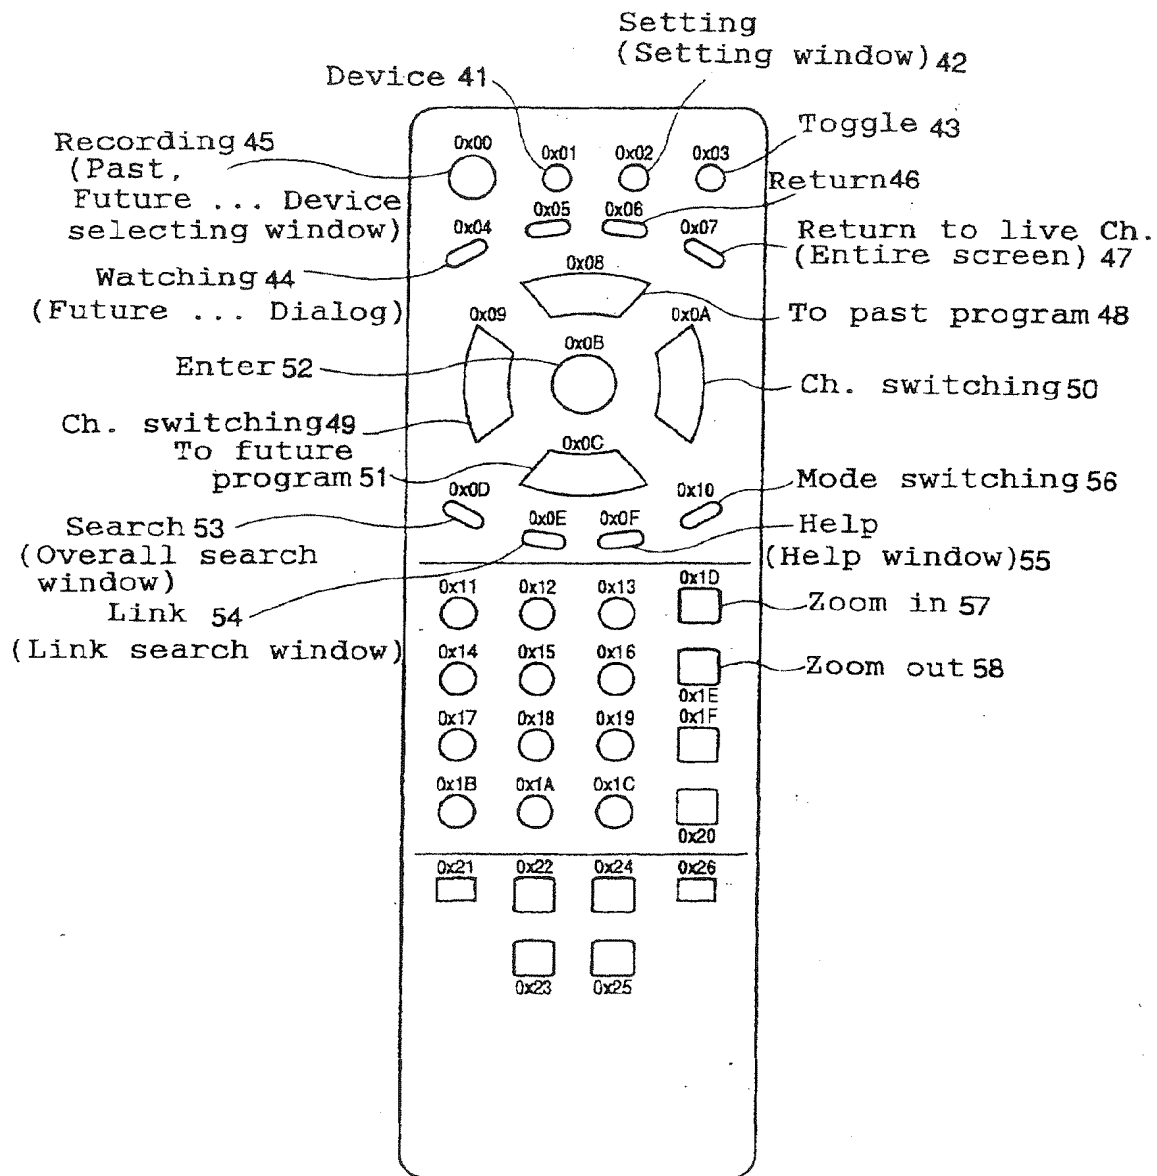 Setting
(Setting window) 42
Device 41
Toggle 43
Recording 45
(Past,
Future ... Device
selecting window)
0x00
0x01
0x02
0x03
Return 46
0x04
0x05
0x06
0x07
Return to live Ch.
(Entire screen) 47
Watching 44
(Future ... Dialog)
0x08
0x09
0x0A
To past program 48
0x0B
Enter 52
Ch. switching 50
Ch. switching 49
To future
program 51
0x0C
0x0D
0x10
Mode switching 56
Search 53
(Overall search
window)
0x0E
0x0F
Help
(Help window) 55
Link 54
(Link search window)
0x11
0x12
0x13
0x1D
Zoom in 57
0x14
0x15
0x16
Zoom out 58
0x1E
0x17
0x18
0x19
0x1F
0x1B
0x1A
0x1C
0x20
0x21
0x22
0x24
0x26
0x23
0x25